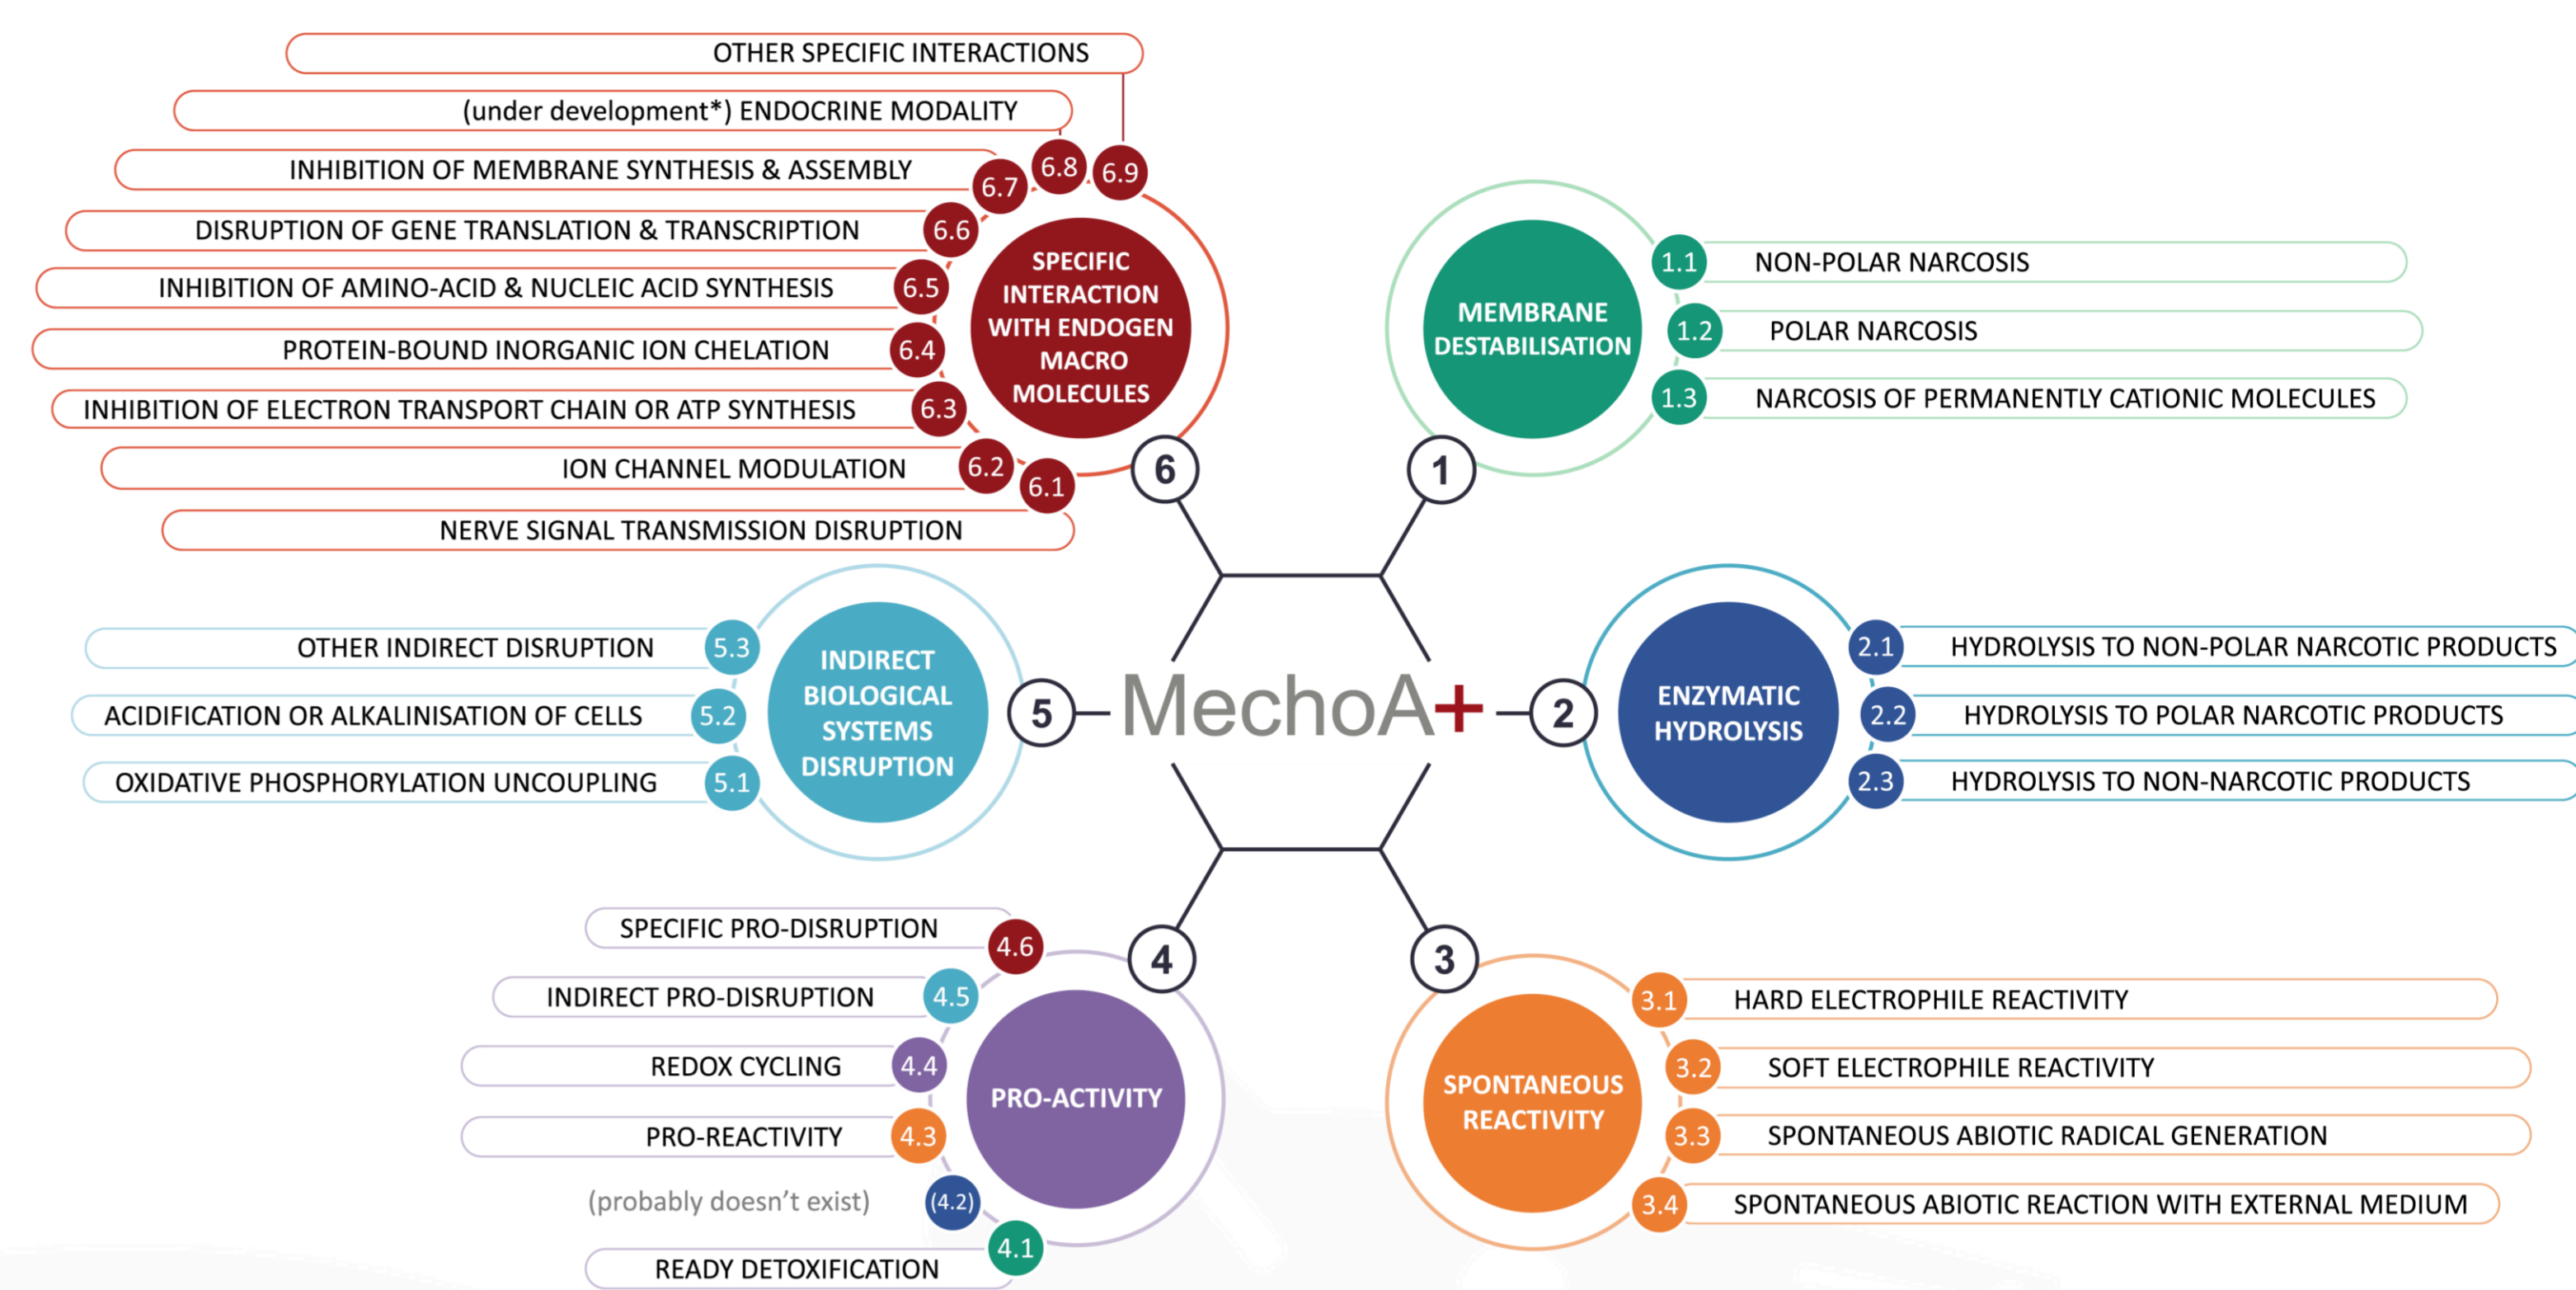 OTHER SPECIFIC INTERACTIONS
(under development*) ENDOCRINE MODALITY
INHIBITION OF MEMBRANE SYNTHESIS & ASSEMBLY
DISRUPTION OF GENE TRANSLATION & TRANSCRIPTION
INHIBITION OF AMINO-ACID & NUCLEIC ACID SYNTHESIS
PROTEIN-BOUND INORGANIC ION CHELATION
INHIBITION OF ELECTRON TRANSPORT CHAIN OR ATP SYNTHESIS
ION CHANNEL MODULATION
NERVE SIGNAL TRANSMISSION DISRUPTION
6.9
6.8
6.7
6.6
6.5
6.4
6.3
6.2
6.1
SPECIFIC
INTERACTION
WITH ENDOGEN
MACRO
MOLECULES
6
MEMBRANE
DESTABILISATION
1
1.1 NON-POLAR NARCOSIS
1.2 POLAR NARCOSIS
1.3 NARCOSIS OF PERMANENTLY CATIONIC MOLECULES
OTHER INDIRECT DISRUPTION 5.3
ACIDIFICATION OR ALKALINISATION OF CELLS 5.2
OXIDATIVE PHOSPHORYLATION UNCOUPLING 5.1
INDIRECT
BIOLOGICAL
SYSTEMS
DISRUPTION
5
MechoA+
2
ENZYMATIC
HYDROLYSIS
2.1 HYDROLYSIS TO NON-POLAR NARCOTIC PRODUCTS
2.2 HYDROLYSIS TO POLAR NARCOTIC PRODUCTS
2.3 HYDROLYSIS TO NON-NARCOTIC PRODUCTS
SPECIFIC PRO-DISRUPTION 4.6
INDIRECT PRO-DISRUPTION 4.5
REDOX CYCLING 4.4
PRO-REACTIVITY 4.3
(probably doesn't exist) (4.2)
READY DETOXIFICATION 4.1
PRO-ACTIVITY
4
3
SPONTANEOUS
REACTIVITY
3.1 HARD ELECTROPHILE REACTIVITY
3.2 SOFT ELECTROPHILE REACTIVITY
3.3 SPONTANEOUS ABIOTIC RADICAL GENERATION
3.4 SPONTANEOUS ABIOTIC REACTION WITH EXTERNAL MEDIUM